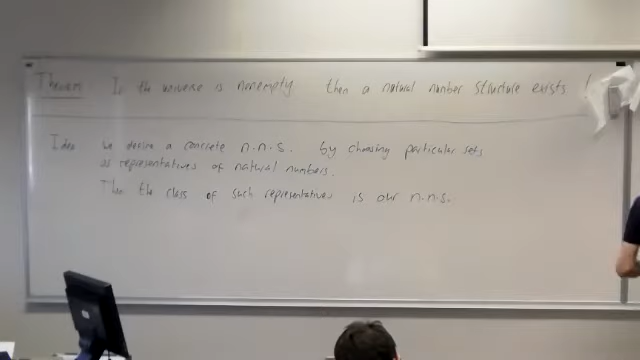 Theorem: If the universe is nonempty then a natural number structure exists
Idea we define a concrete n.n.s. by choosing particular sets
as representatives of natural numbers.
Then the class of such representatives is our n.n.s.